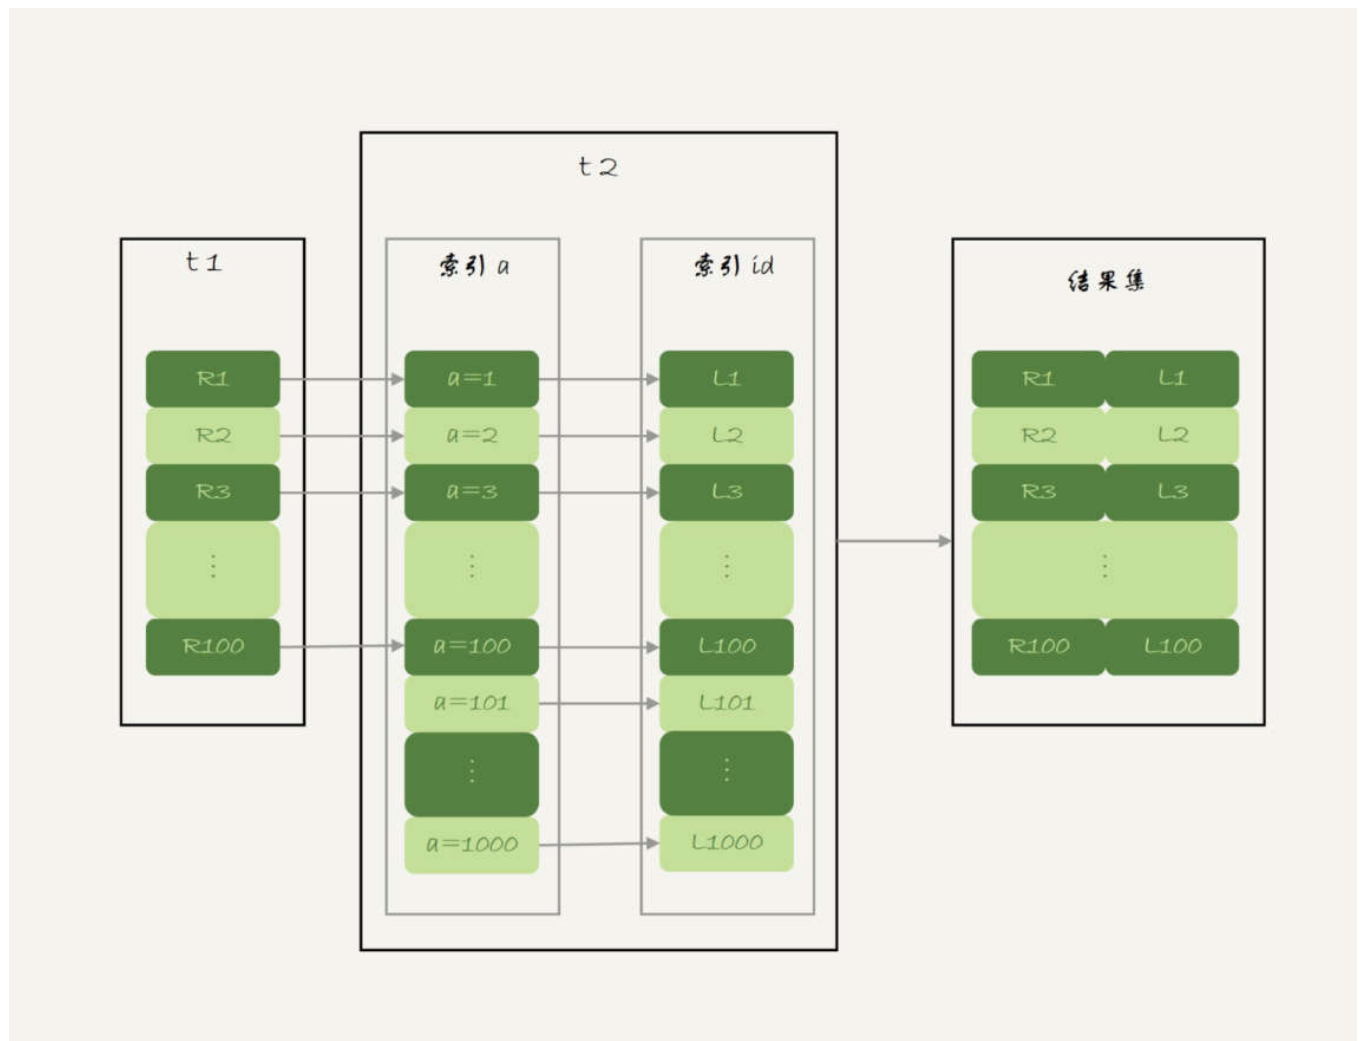 t2
t1
索引 a
索引 id
结果集
R1
a=1
L1
R1
L1
R2
a=2
L2
R2
L2
R3
a=3
L3
R3
L3
⋮
⋮
⋮
⋮
R100
a=100
L100
R100
L100
a=101
L101
⋮
⋮
a=1000
L1000